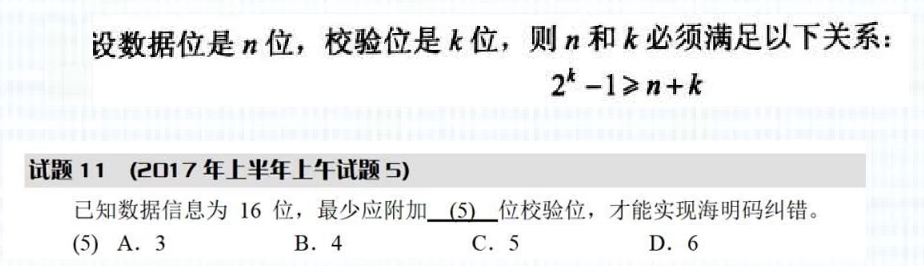 设数据位是 n 位，校验位是 k 位，则 n 和 k 必须满足以下关系：
2^k −1⩾n+k
试题 11 (2017 年上半年上午试题 5)
已知数据信息为 16 位，最少应附加 (5) 位校验位，才能实现海明码纠错。
(5) A．3 B．4 C．5 D．6